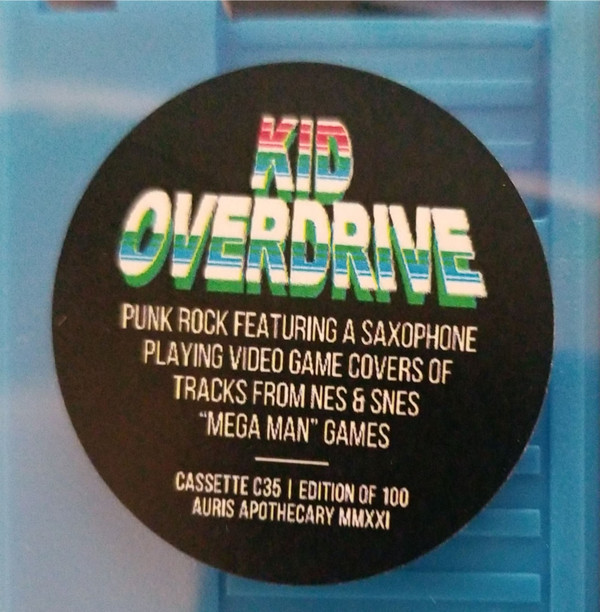 KID
OVERDRIVE
PUNK ROCK FEATURING A SAXOPHONE
PLAYING VIDEO GAME COVERS OF
TRACKS FROM NES & SNES
"MEGA MAN" GAMES
CASSETTE C35 | EDITION OF 100
AURIS APOTHECARY MMXXI